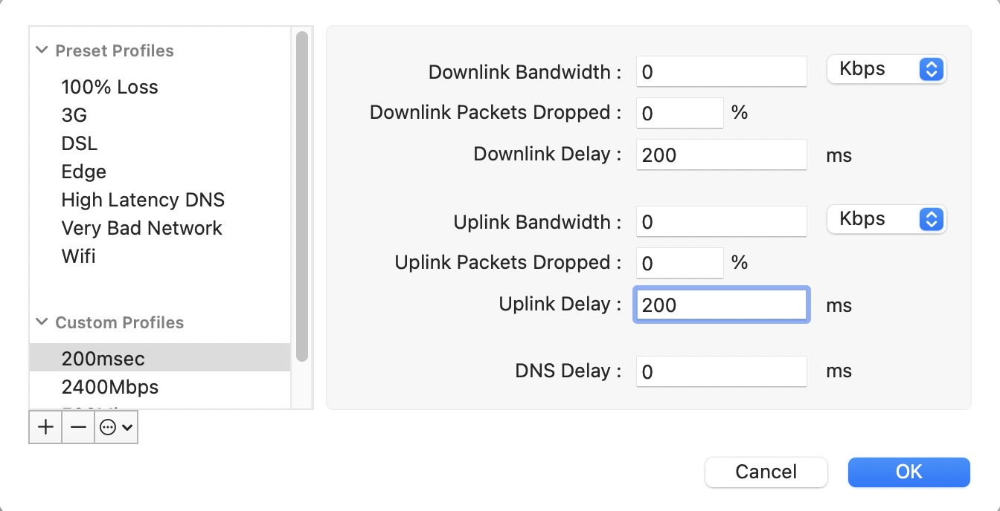 Preset Profiles
100% Loss
3G
DSL
Edge
High Latency DNS
Very Bad Network
Wifi
Custom Profiles
200msec
2400Mbps
Downlink Bandwidth : 0 Kbps
Downlink Packets Dropped : 0 %
Downlink Delay : 200 ms
Uplink Bandwidth : 0 Kbps
Uplink Packets Dropped : 0 %
Uplink Delay : 200 ms
DNS Delay : 0 ms
Cancel OK